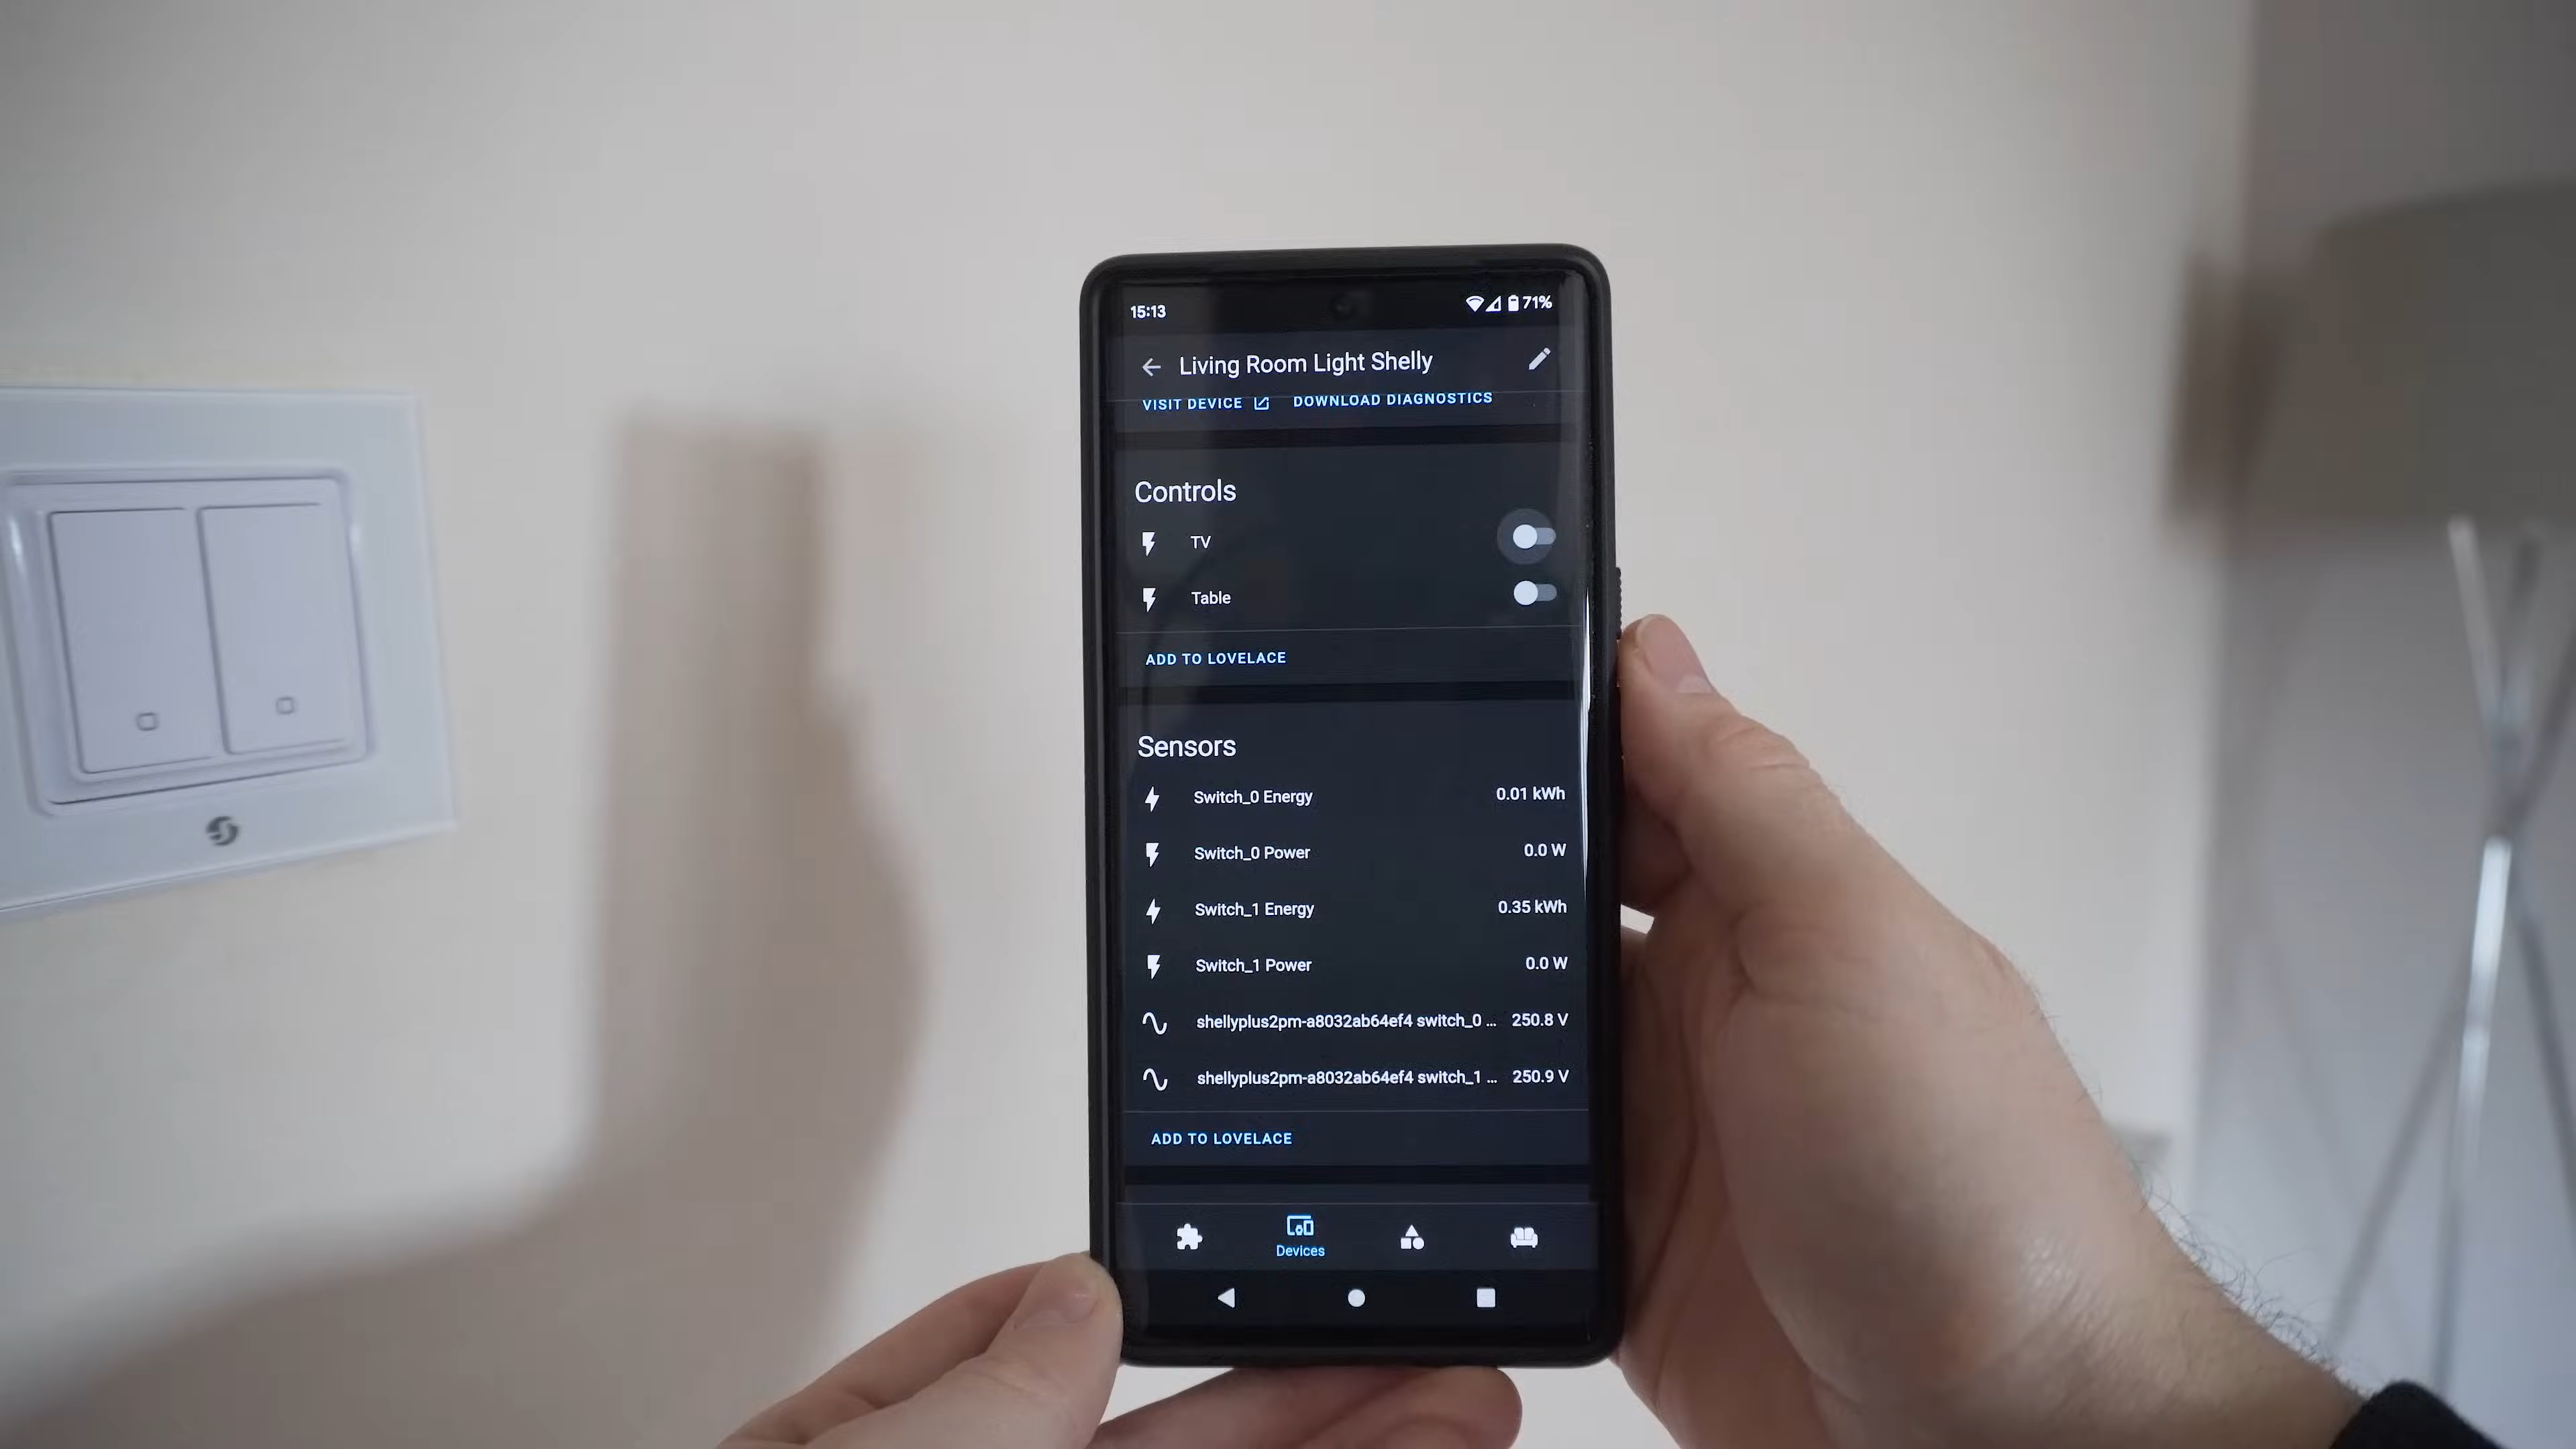 15:13 71%
Living Room Light Shelly
VISIT DEVICE DOWNLOAD DIAGNOSTICS
Controls
TV
Table
ADD TO LOVELACE
Sensors
Switch_0 Energy 0.01 kWh
Switch_0 Power 0.0 W
Switch_1 Energy 0.35 kWh
Switch_1 Power 0.0 W
shellyplus2pm-a8032ab64ef4 switch_0 ... 250.8 V
shellyplus2pm-a8032ab64ef4 switch_1 ... 250.9 V
ADD TO LOVELACE
Devices